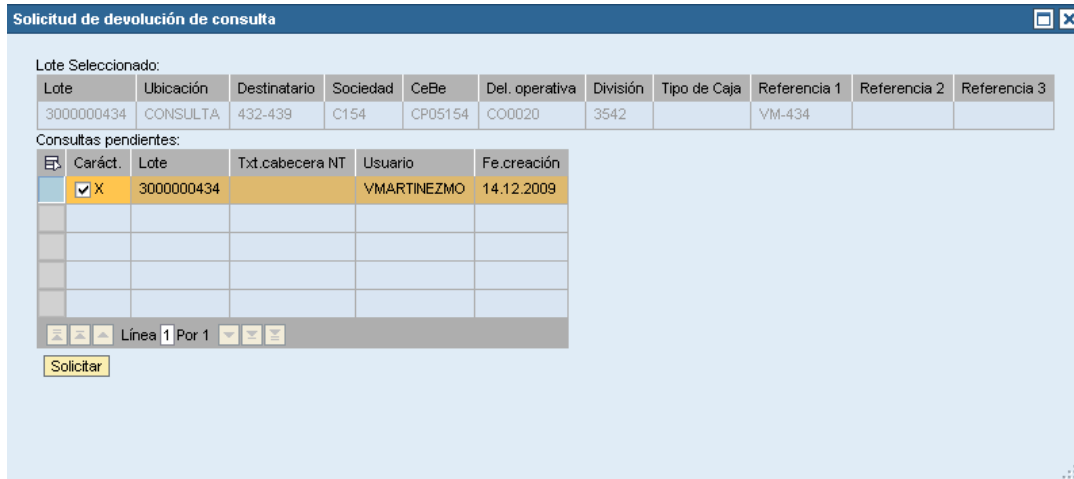 Solicitud de devolución de consulta
Lote Seleccionado:
Lote Ubicación Destinatario Sociedad CeBe Del. operativa División Tipo de Caja Referencia 1 Referencia 2 Referencia 3
3000000434 CONSULTA 432-439 C154 CP05154 CO0020 3542 VM-434
Consultas pendientes:
Caráct. Lote Txt.cabecera NT Usuario Fe.creación
X 3000000434 VMARTINEZMO 14.12.2009
Línea 1 Por 1
Solicitar